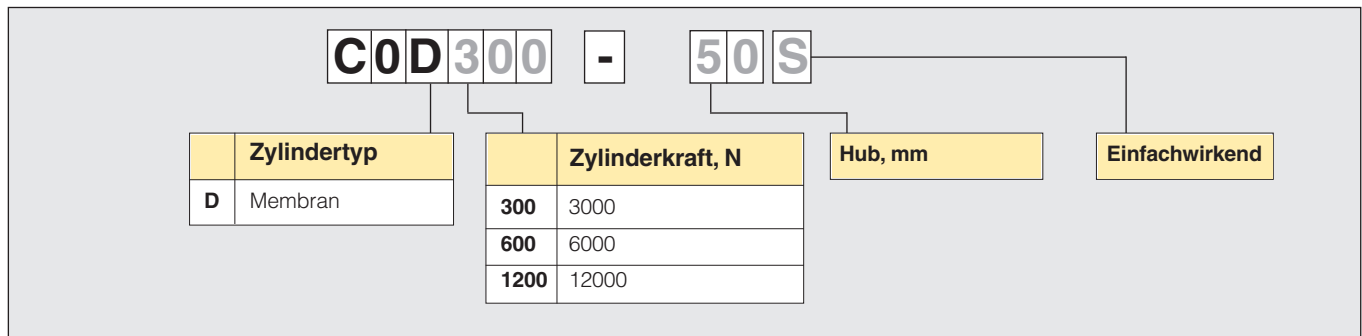 C0D300 - 50S
Zylindertyp
D Membran
Zylinderkraft, N
300 3000
600 6000
1200 12000
Hub, mm
Einfachwirkend